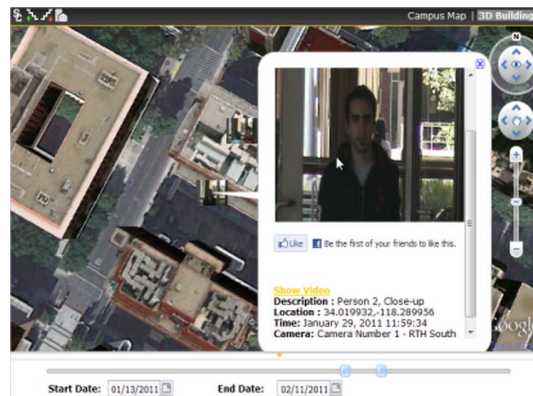 Campus Map | 3D Building
N
Like
Be the first of your friends to like this.
Show Video
Description : Person 2, Close-up
Location : 34.019932,-118.289956
Time: January 29, 2011 11:59:34
Camera: Camera Number 1 - RTH South
Google
Start Date: 01/13/2011
End Date: 02/11/2011